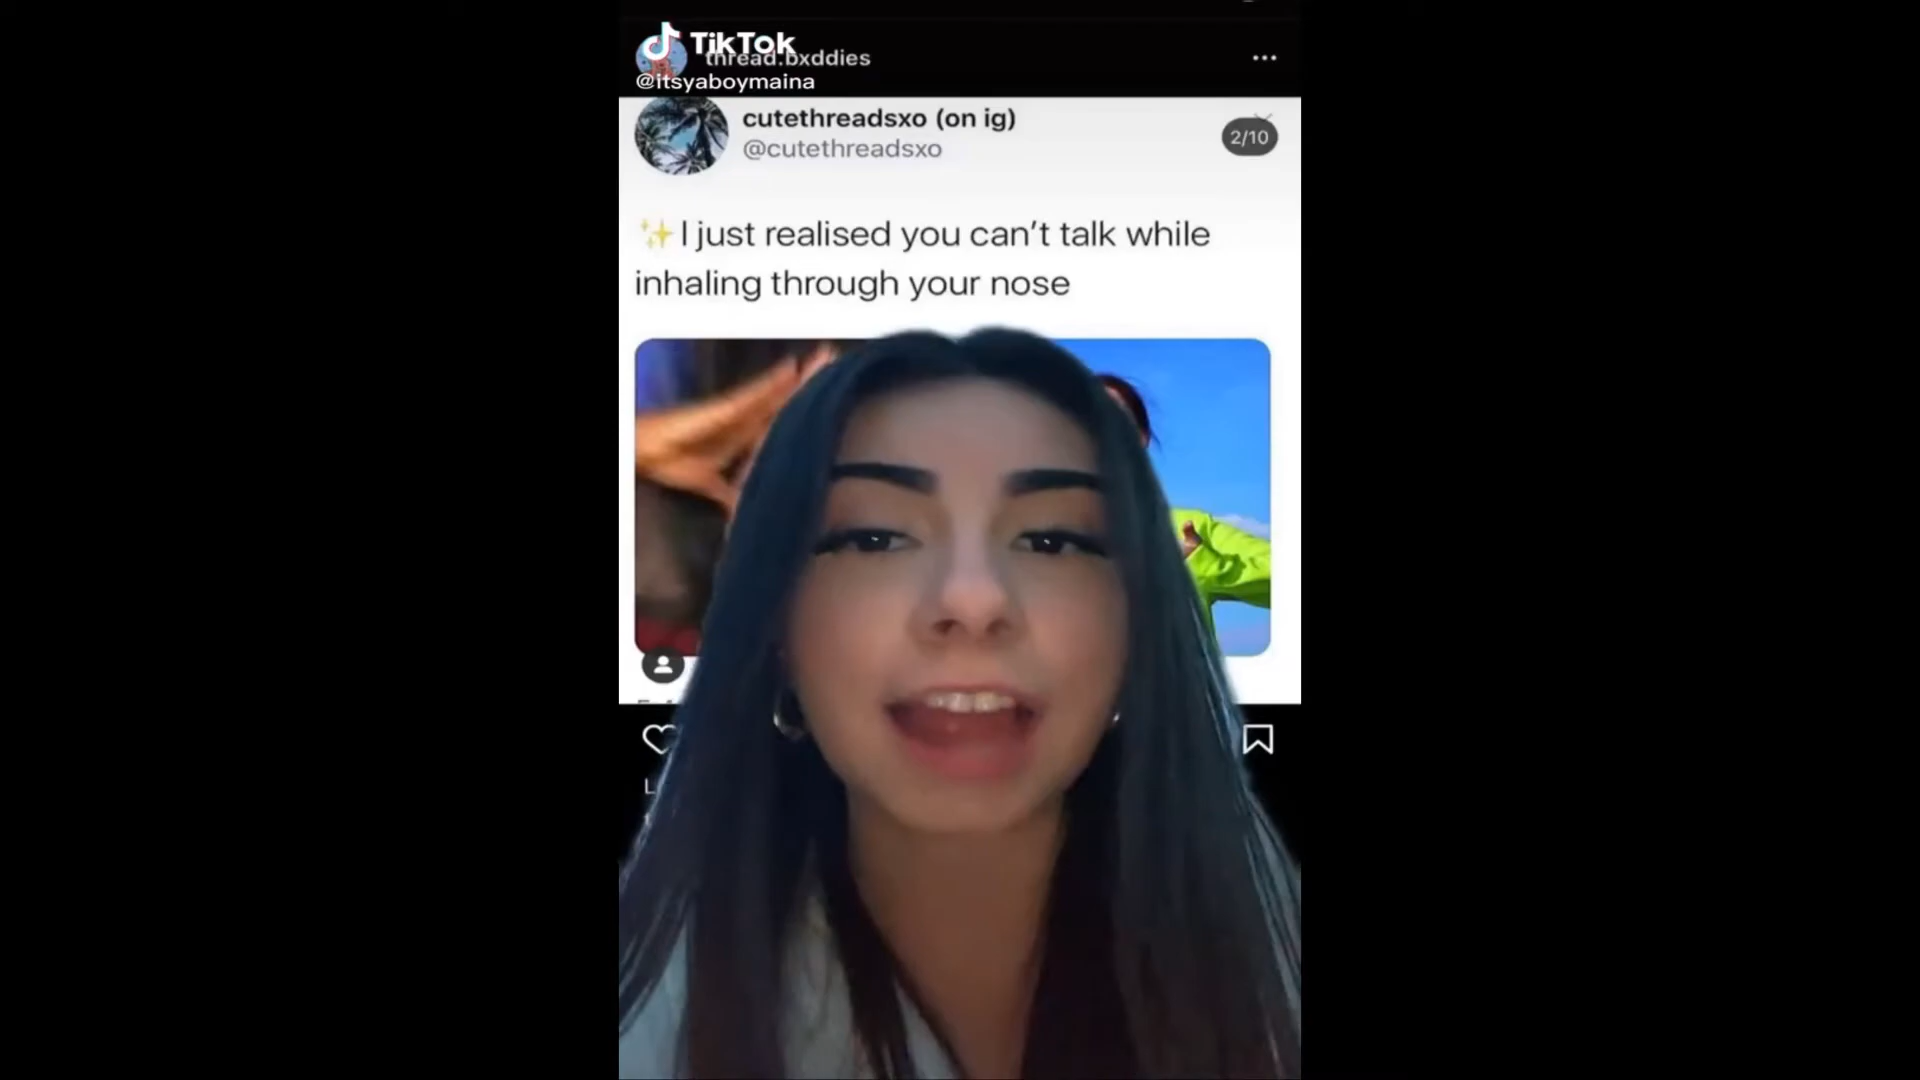 TikTok
thread.bxddies
@itsyaboymaina
cutethreadsxo (on ig)
@cutethreadsxo
2/10
✨I just realised you can't talk while
inhaling through your nose